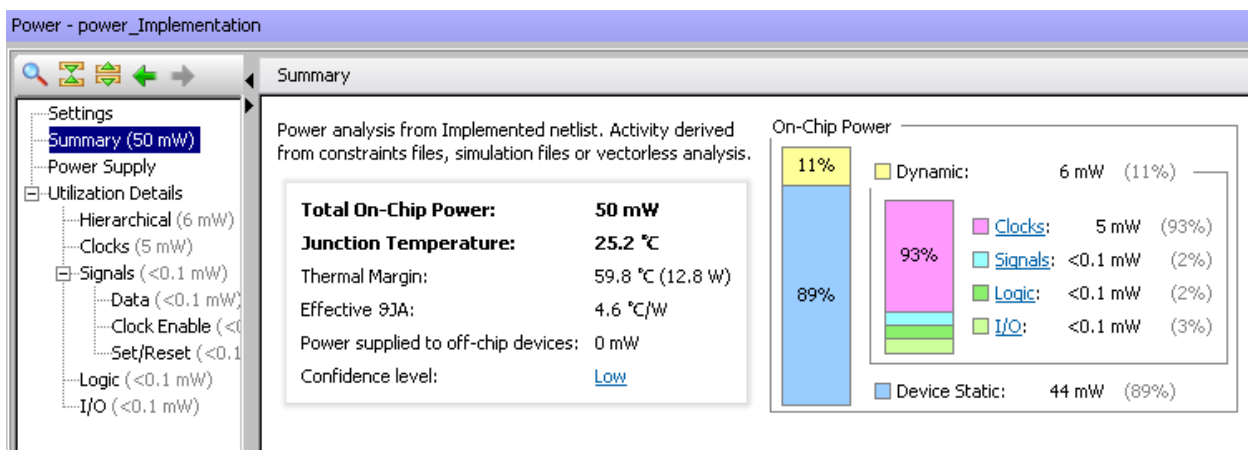 Power - power_Implementation
Summary
Settings
Summary (50 mW)
Power Supply
Utilization Details
Hierarchical (6 mW)
Clocks (5 mW)
Signals (<0.1 mW)
Data (<0.1 mW)
Clock Enable (<0
Set/Reset (<0.1
Logic (<0.1 mW)
I/O (<0.1 mW)
Power analysis from Implemented netlist. Activity derived
from constraints files, simulation files or vectorless analysis.
Total On-Chip Power: 50 mW
Junction Temperature: 25.2 °C
Thermal Margin: 59.8 °C (12.8 W)
Effective ϑJA: 4.6 °C/W
Power supplied to off-chip devices: 0 mW
Confidence level: Low
On-Chip Power
11%
89%
Dynamic: 6 mW (11%)
93%
Clocks: 5 mW (93%)
Signals: <0.1 mW (2%)
Logic: <0.1 mW (2%)
I/O: <0.1 mW (3%)
Device Static: 44 mW (89%)